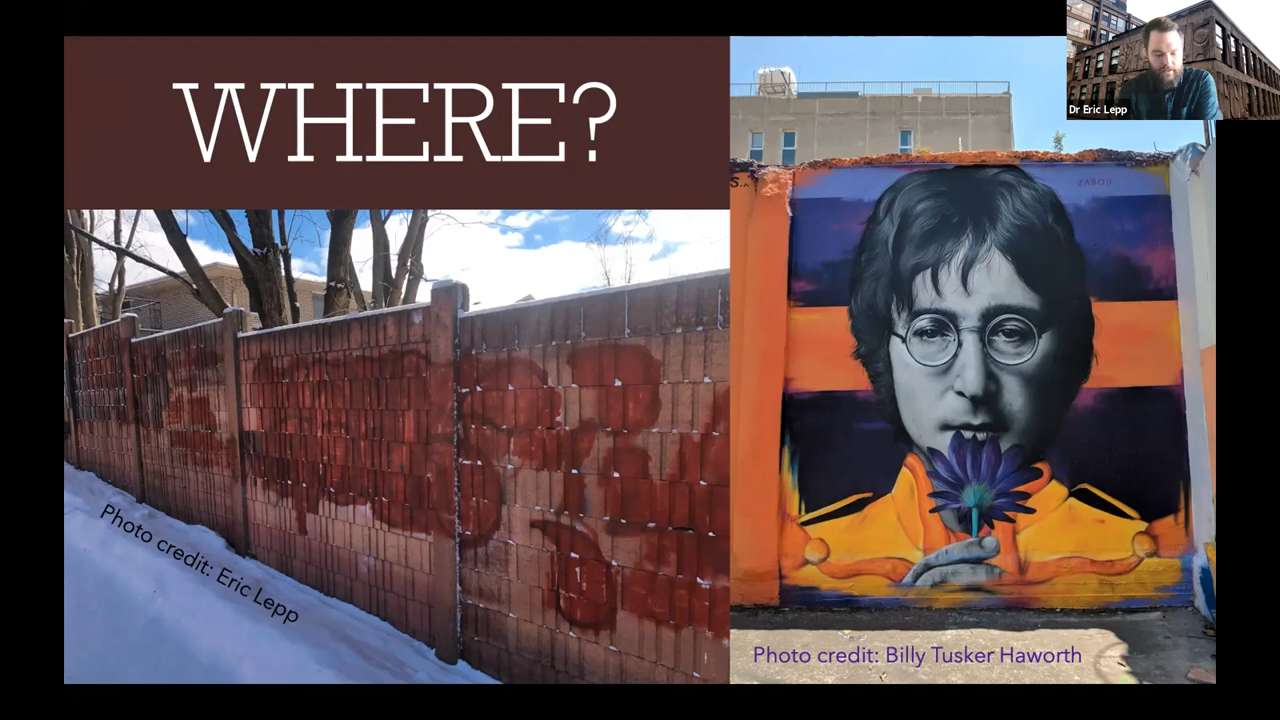 WHERE?
Dr Eric Lepp
ZABOU
Photo credit: Eric Lepp
Photo credit: Billy Tusker Haworth